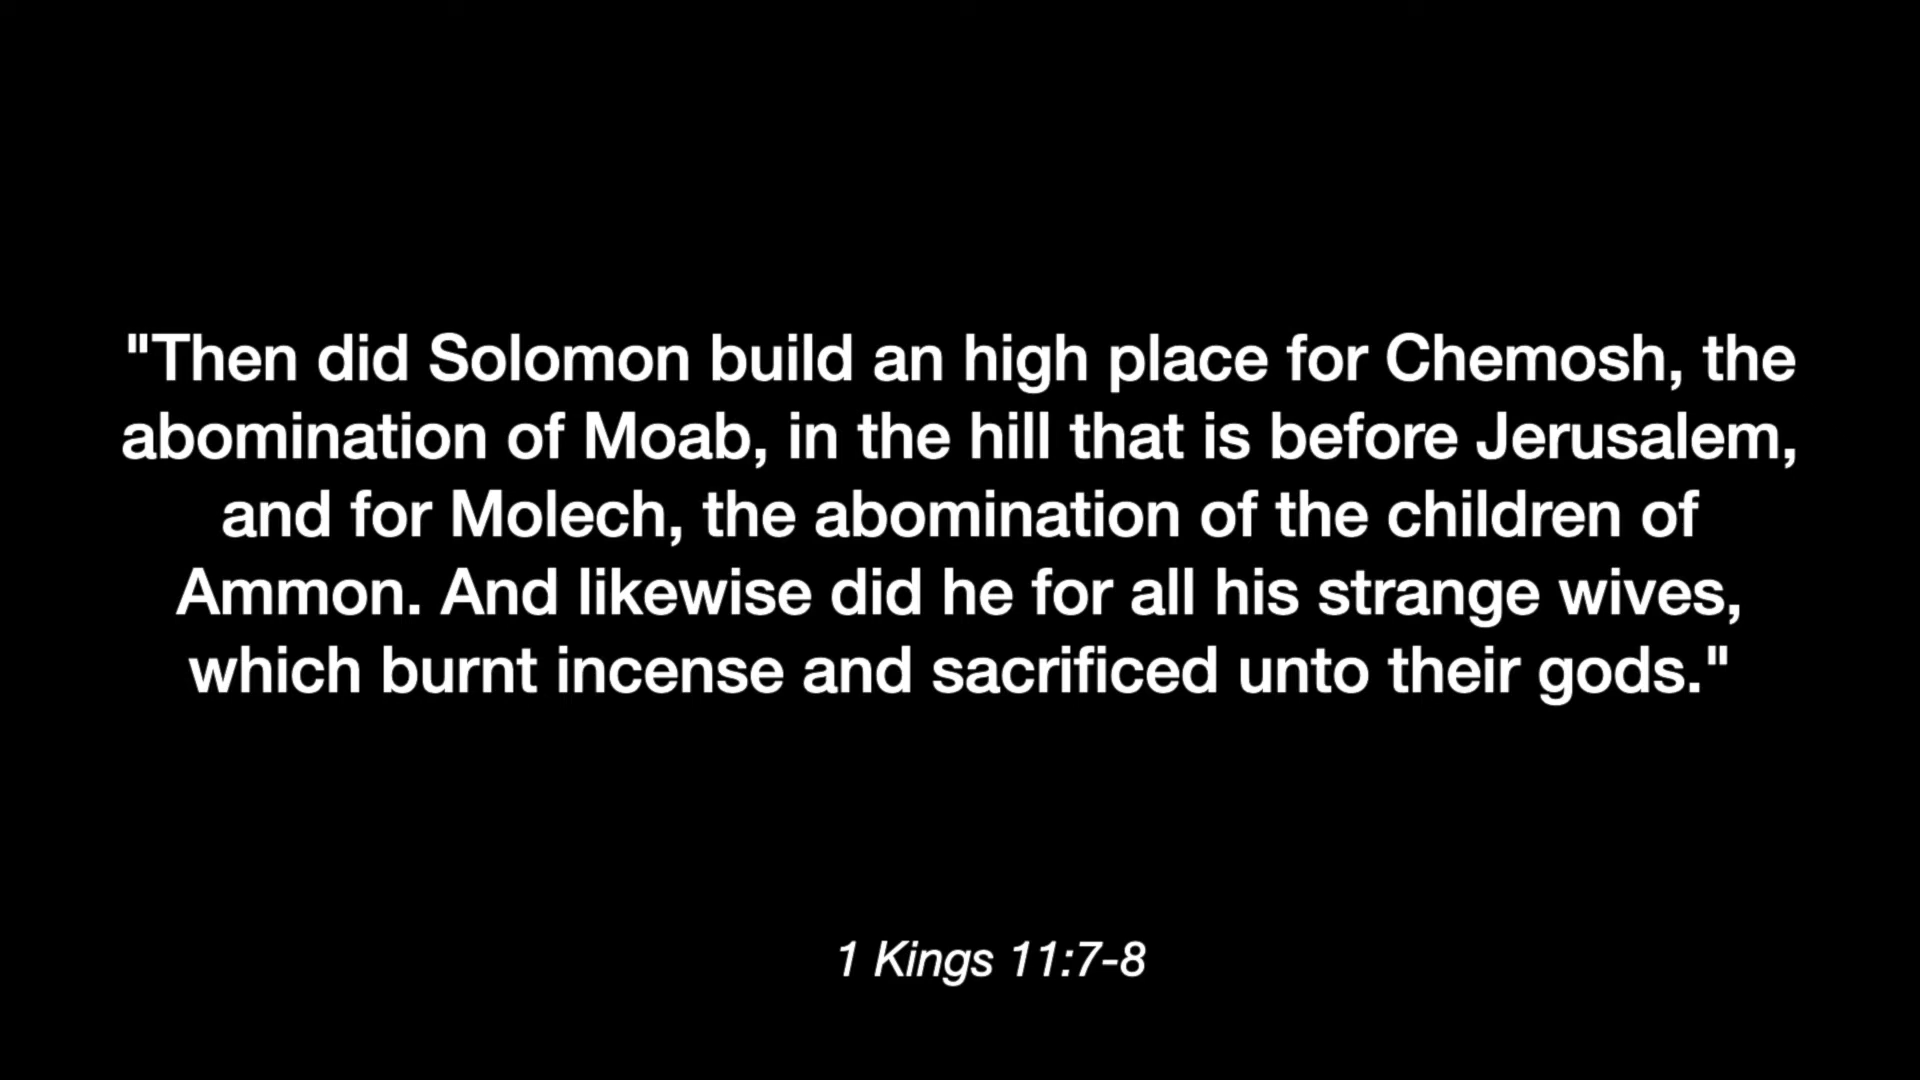 "Then did Solomon build an high place for Chemosh, the
abomination of Moab, in the hill that is before Jerusalem,
and for Molech, the abomination of the children of
Ammon. And likewise did he for all his strange wives,
which burnt incense and sacrificed unto their gods."
1 Kings 11:7-8